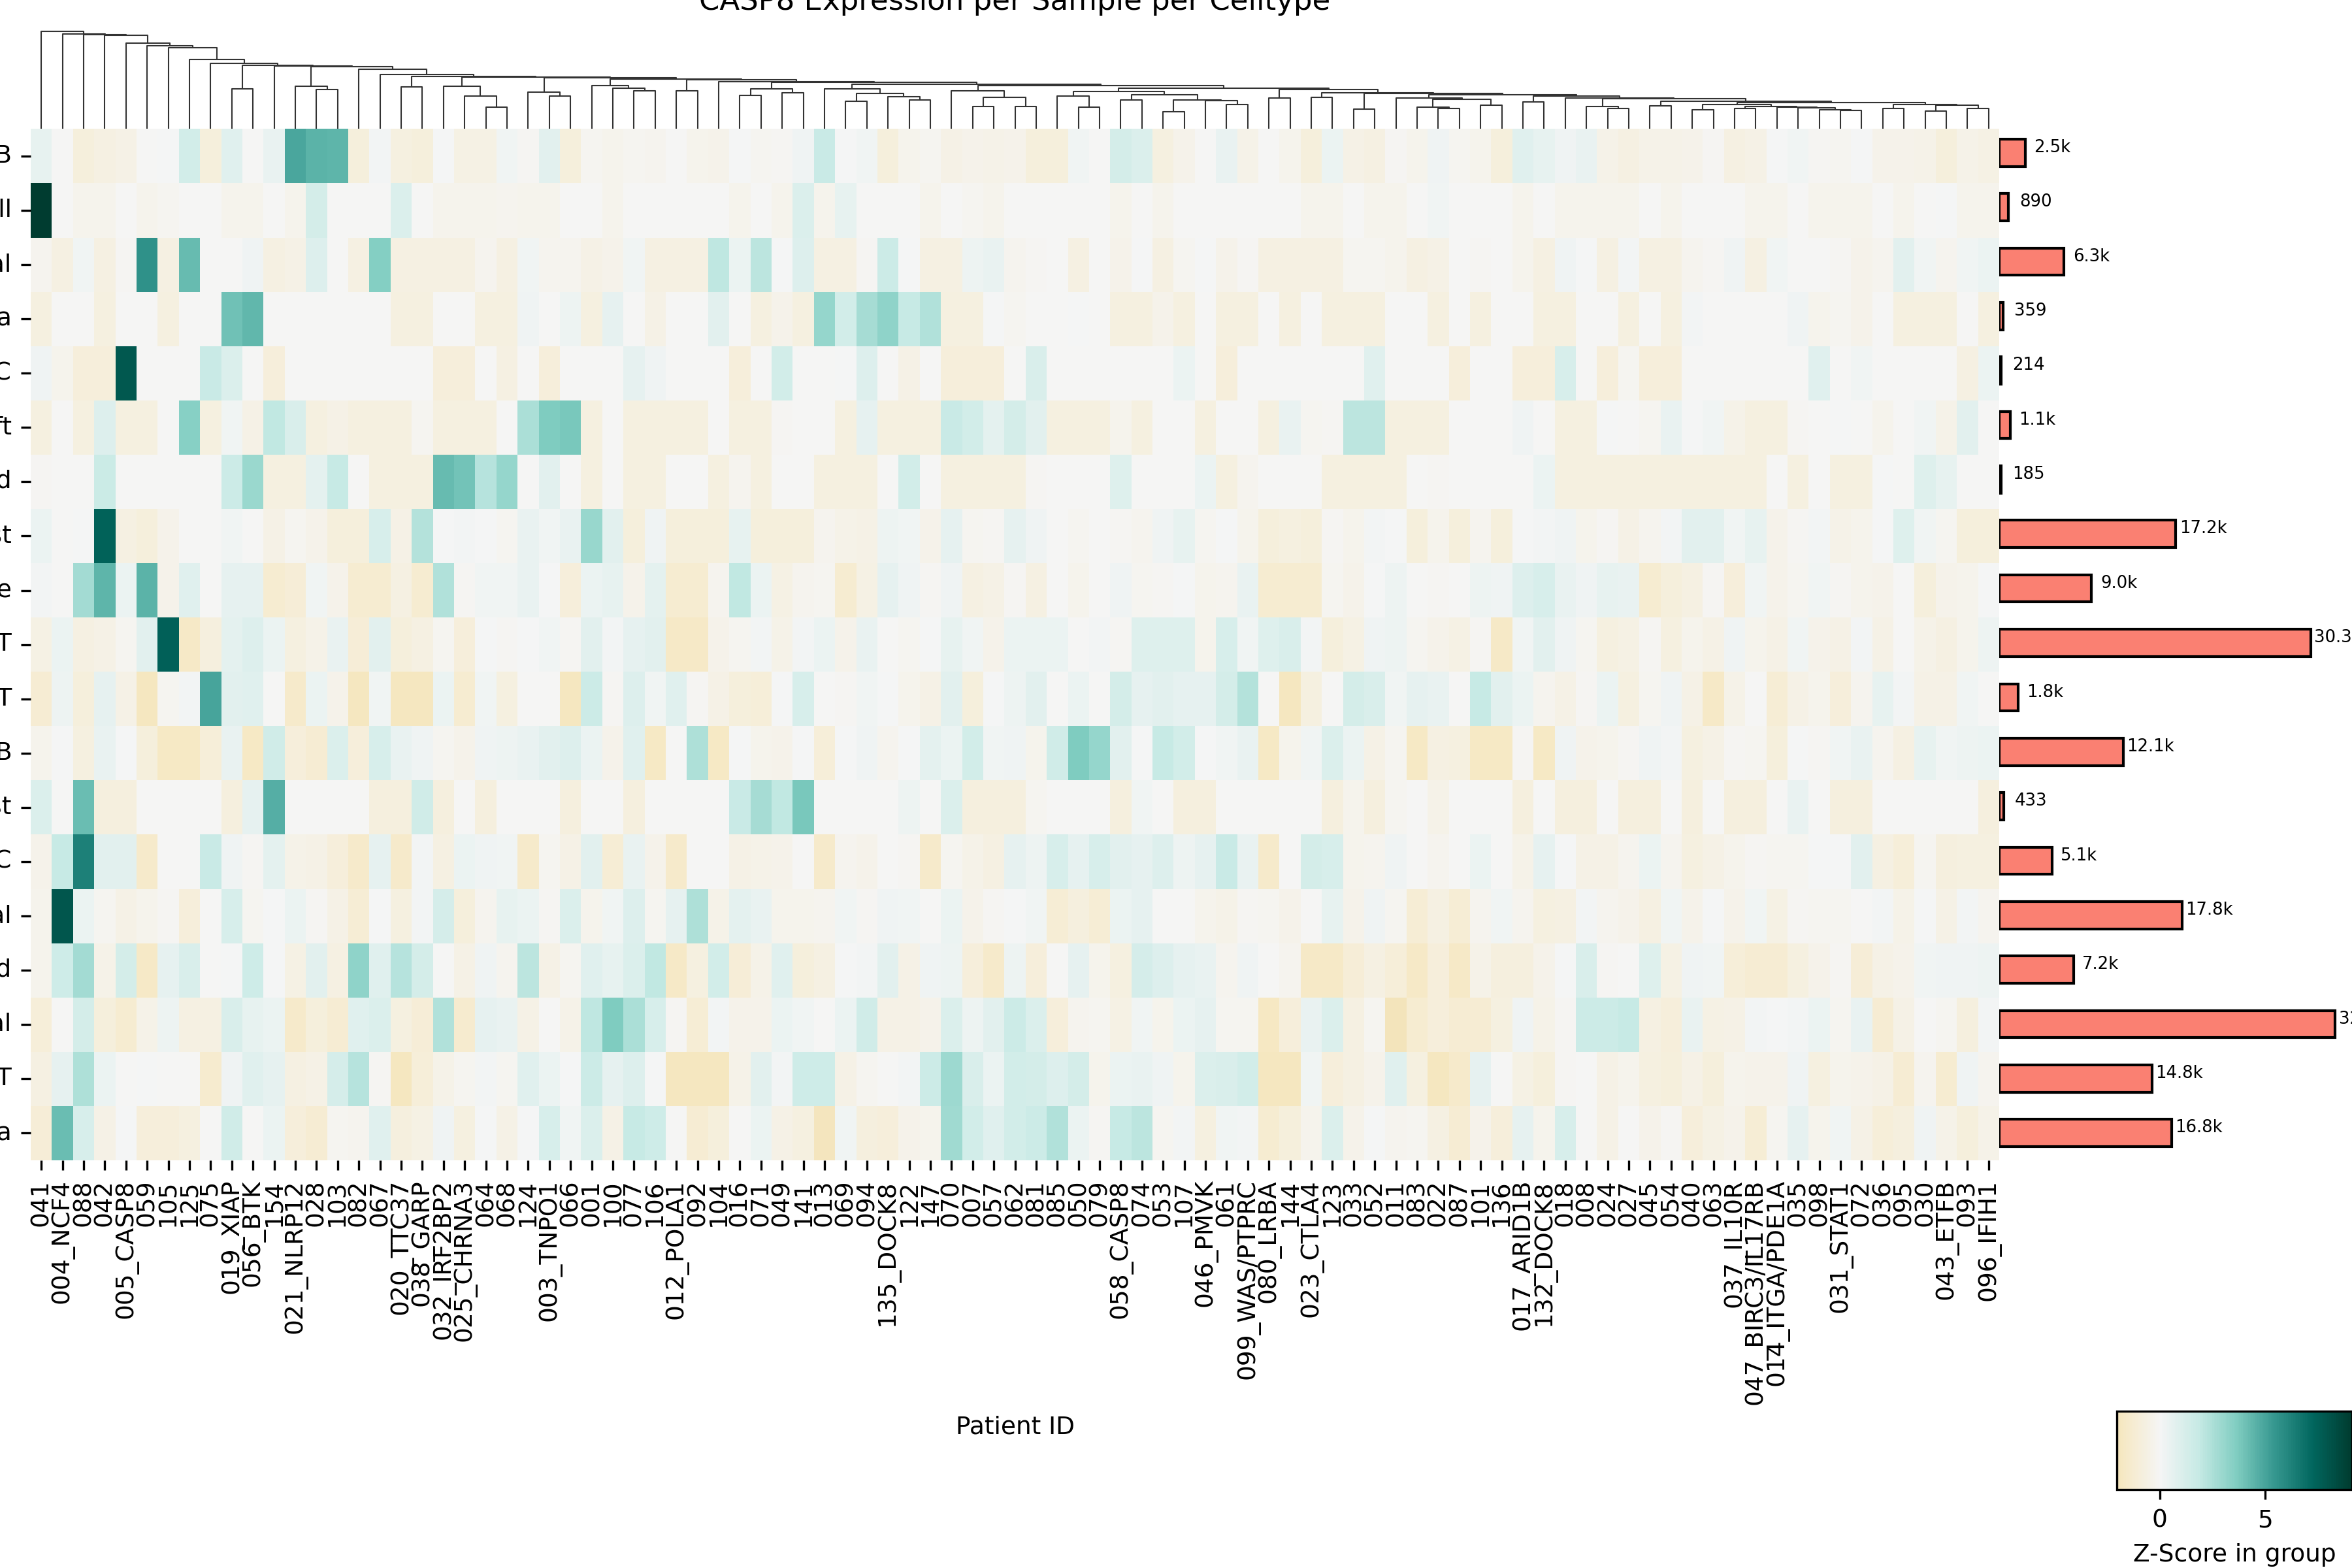 CASP8 Expression per Sample per Celltype
B
2.5k
ll
890
al
6.3k
a
359
C
214
ft
1.1k
d
185
st
17.2k
e
9.0k
T
30.3
T
1.8k
B
12.1k
st
433
C
5.1k
al
17.8k
d
7.2k
al
T
14.8k
a
16.8k
041
004_NCF4
088
042
005_CASP8
059
105
125
075
019_XIAP
056_BTK
154
021_NLRP12
028
103
082
067
020_TTC37
038_GARP
032_IRF2BP2
025_CHRNA3
064
068
124
003_TNPO1
066
001
100
077
106
012_POLA1
092
104
016
071
049
141
013
069
094
135_DOCK8
122
147
070
007
057
062
081
085
050
079
058_CASP8
074
053
107
046_PMVK
061
099_WAS/PTPRC
080_LRBA
144
023_CTLA4
123
033
052
011
083
022
087
101
136
017_ARID1B
132_DOCK8
018
008
024
027
045
054
040
063
037_IL10R
047_BIRC3/IL17RB
014_ITGA/PDE1A
035
098
031_STAT1
072
036
095
030
043_ETFB
093
096_IFIH1
Patient ID
0
5
Z-Score in group